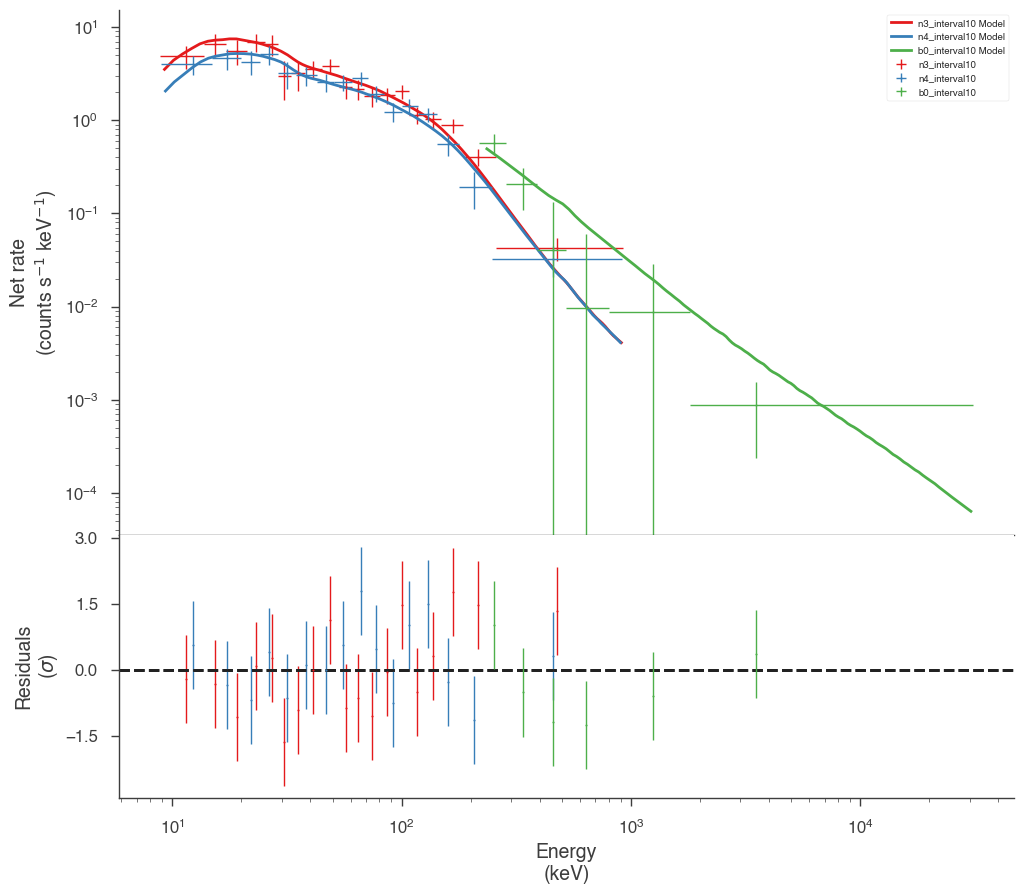 n3_interval10 Model
n4_interval10 Model
b0_interval10 Model
n3_interval10
n4_interval10
b0_interval10
10¹
10⁰
10⁻¹
10⁻²
10⁻³
10⁻⁴
Net rate
(counts s⁻¹ keV⁻¹)
3.0
1.5
0.0
−1.5
Residuals
(σ)
10¹ 10² 10³ 10⁴
Energy
(keV)